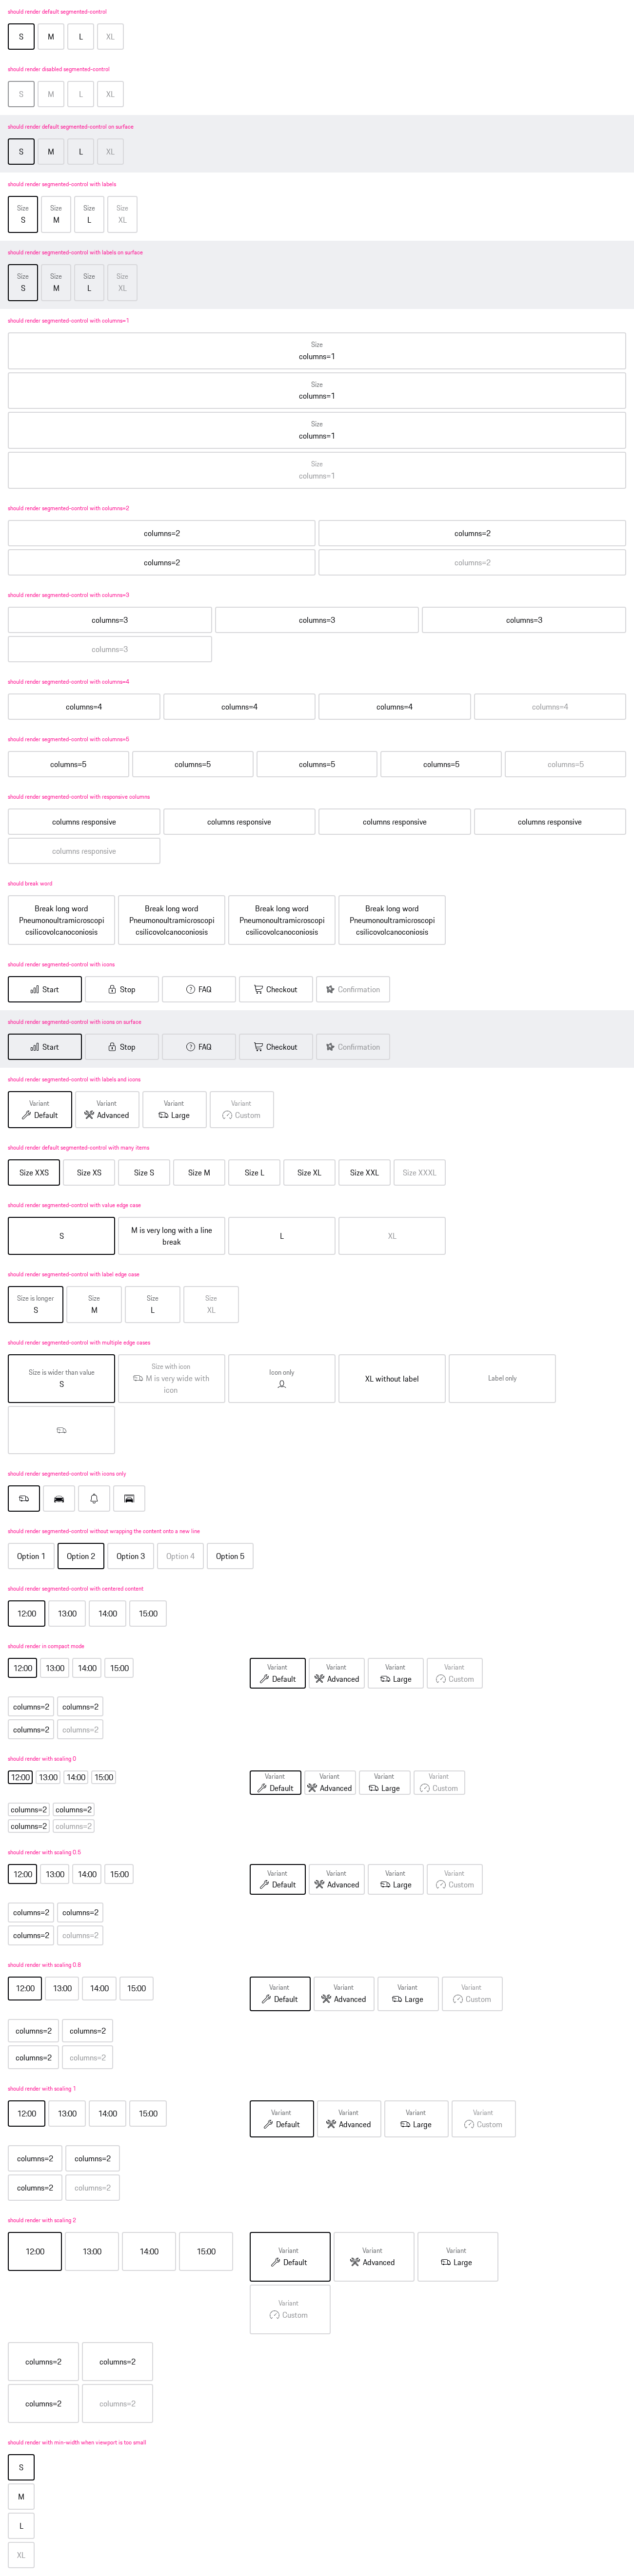 should render default segmented-control
S M L XL
should render disabled segmented-control
S M L XL
should render default segmented-control on surface
S M L XL
should render segmented-control with labels
Size Size Size Size
S M L XL
should render segmented-control with labels on surface
Size Size Size Size
S M L XL
should render segmented-control with columns=1
Size
columns=1
Size
columns=1
Size
columns=1
Size
columns=1
should render segmented-control with columns=2
columns=2 columns=2
columns=2 columns=2
should render segmented-control with columns=3
columns=3 columns=3 columns=3
columns=3
should render segmented-control with columns=4
columns=4 columns=4 columns=4 columns=4
should render segmented-control with columns=5
columns=5 columns=5 columns=5 columns=5 columns=5
should render segmented-control with responsive columns
columns responsive columns responsive columns responsive columns responsive
columns responsive
should break word
Break long word Break long word Break long word Break long word
Pneumonoultramicroscopi Pneumonoultramicroscopi Pneumonoultramicroscopi Pneumonoultramicroscopi
csilicovolcanoconiosis csilicovolcanoconiosis csilicovolcanoconiosis csilicovolcanoconiosis
should render segmented-control with icons
Start Stop FAQ Checkout Confirmation
should render segmented-control with icons on surface
Start Stop FAQ Checkout Confirmation
should render segmented-control with labels and icons
Variant Variant Variant Variant
Default Advanced Large Custom
should render default segmented-control with many items
Size XXS Size XS Size S Size M Size L Size XL Size XXL Size XXXL
should render segmented-control with value edge case
S M is very long with a line L XL
break
should render segmented-control with label edge case
Size is longer Size Size Size
S M L XL
should render segmented-control with multiple edge cases
Size is wider than value Size with icon Icon only XL without label Label only
S M is very wide with
icon
should render segmented-control with icons only
should render segmented-control without wrapping the content onto a new line
Option 1 Option 2 Option 3 Option 4 Option 5
should render segmented-control with centered content
12:00 13:00 14:00 15:00
should render in compact mode
12:00 13:00 14:00 15:00
Variant Variant Variant Variant
Default Advanced Large Custom
columns=2 columns=2
columns=2 columns=2
should render with scaling 0
12:00 13:00 14:00 15:00
Variant Variant Variant Variant
Default Advanced Large Custom
columns=2 columns=2
columns=2 columns=2
should render with scaling 0.5
12:00 13:00 14:00 15:00
Variant Variant Variant Variant
Default Advanced Large Custom
columns=2 columns=2
columns=2 columns=2
should render with scaling 0.8
12:00 13:00 14:00 15:00
Variant Variant Variant Variant
Default Advanced Large Custom
columns=2 columns=2
columns=2 columns=2
should render with scaling 1
12:00 13:00 14:00 15:00
Variant Variant Variant Variant
Default Advanced Large Custom
columns=2 columns=2
columns=2 columns=2
should render with scaling 2
12:00 13:00 14:00 15:00
Variant Variant Variant
Default Advanced Large
Variant
Custom
columns=2 columns=2
columns=2 columns=2
should render with min-width when viewport is too small
S
M
L
XL